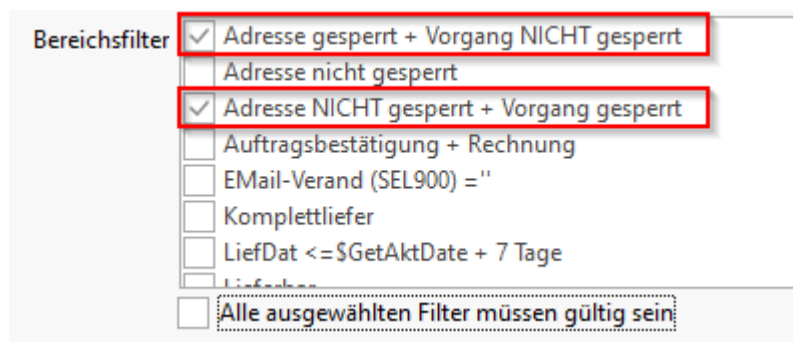 Bereichsfilter
Adresse gesperrt + Vorgang NICHT gesperrt
Adresse nicht gesperrt
Adresse NICHT gesperrt + Vorgang gesperrt
Auftragsbestätigung + Rechnung
EMail-Verand (SEL900) =''
Komplettliefer
LiefDat <=$GetAktDate + 7 Tage
Alle ausgewählten Filter müssen gültig sein